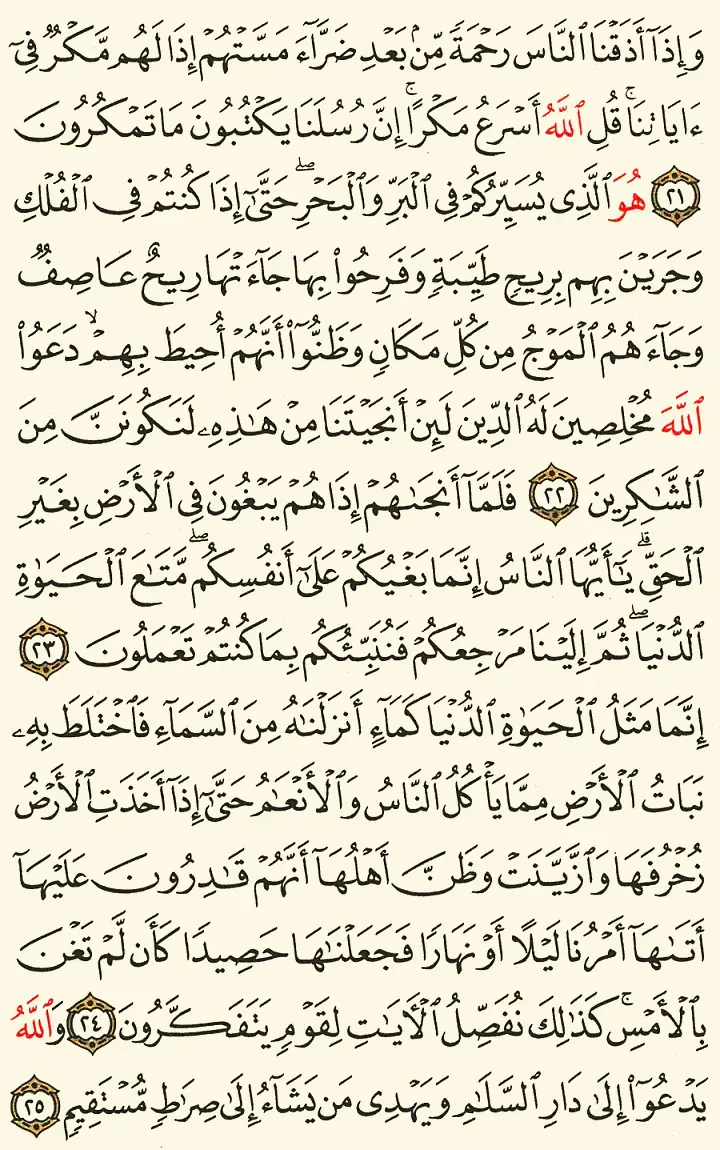 وَإِذَآ أَذَقْنَا ٱلنَّاسَ رَحْمَةً مِّنۢ بَعْدِ ضَرَّآءَ مَسَّتْهُمْ إِذَا لَهُم مَّكْرٌ فِىٓ
ءَايَاتِنَا ۚ قُلِ ٱللَّهُ أَسْرَعُ مَكْرًا ۚ إِنَّ رُسُلَنَا يَكْتُبُونَ مَا تَمْكُرُونَ
٢١ هُوَ ٱلَّذِى يُسَيِّرُكُمْ فِى ٱلْبَرِّ وَٱلْبَحْرِ ۖ حَتَّىٰٓ إِذَا كُنتُمْ فِى ٱلْفُلْكِ
وَجَرَيْنَ بِهِم بِرِيحٍ طَيِّبَةٍ وَفَرِحُوا۟ بِهَا جَآءَتْهَا رِيحٌ عَاصِفٌ
وَجَآءَهُمُ ٱلْمَوْجُ مِن كُلِّ مَكَانٍ وَظَنُّوٓا۟ أَنَّهُمْ أُحِيطَ بِهِمْ ۙ دَعَوُا۟
ٱللَّهَ مُخْلِصِينَ لَهُ ٱلدِّينَ لَئِنْ أَنجَيْتَنَا مِنْ هَـٰذِهِۦ لَنَكُونَنَّ مِنَ
ٱلشَّـٰكِرِينَ ٢٢ فَلَمَّآ أَنجَىٰهُمْ إِذَا هُمْ يَبْغُونَ فِى ٱلْأَرْضِ بِغَيْرِ
ٱلْحَقِّ ۗ يَـٰٓأَيُّهَا ٱلنَّاسُ إِنَّمَا بَغْيُكُمْ عَلَىٰٓ أَنفُسِكُم ۖ مَّتَـٰعَ ٱلْحَيَوٰةِ
ٱلدُّنْيَا ۖ ثُمَّ إِلَيْنَا مَرْجِعُكُمْ فَنُنَبِّئُكُم بِمَا كُنتُمْ تَعْمَلُونَ ٢٣
إِنَّمَا مَثَلُ ٱلْحَيَوٰةِ ٱلدُّنْيَا كَمَآءٍ أَنزَلْنَـٰهُ مِنَ ٱلسَّمَآءِ فَٱخْتَلَطَ بِهِۦ
نَبَاتُ ٱلْأَرْضِ مِمَّا يَأْكُلُ ٱلنَّاسُ وَٱلْأَنْعَـٰمُ حَتَّىٰٓ إِذَآ أَخَذَتِ ٱلْأَرْضُ
زُخْرُفَهَا وَٱزَّيَّنَتْ وَظَنَّ أَهْلُهَآ أَنَّهُمْ قَـٰدِرُونَ عَلَيْهَآ
أَتَىٰهَآ أَمْرُنَا لَيْلًا أَوْ نَهَارًا فَجَعَلْنَـٰهَا حَصِيدًا كَأَن لَّمْ تَغْنَ
بِٱلْأَمْسِ ۚ كَذَٰلِكَ نُفَصِّلُ ٱلْـَٔايَـٰتِ لِقَوْمٍ يَتَفَكَّرُونَ ٢٤ وَٱللَّهُ
يَدْعُوٓا۟ إِلَىٰ دَارِ ٱلسَّلَـٰمِ وَيَهْدِى مَن يَشَآءُ إِلَىٰ صِرَٰطٍ مُّسْتَقِيمٍ ٢٥